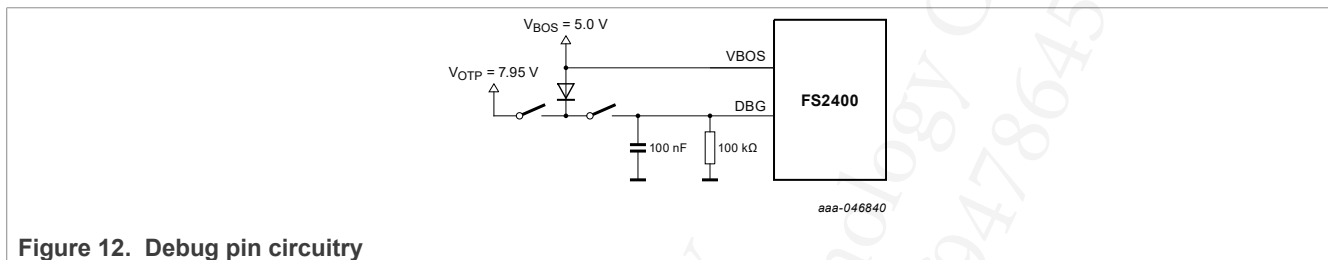 V_BOS = 5.0 V
VBOS
V_OTP = 7.95 V
DBG
FS2400
100 nF
100 kΩ
aaa-046840
Figure 12. Debug pin circuitry